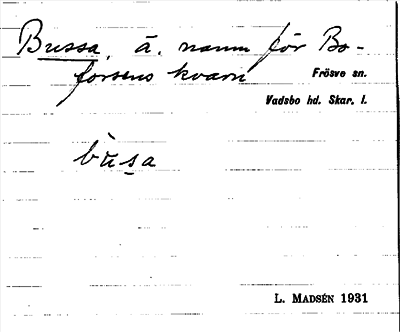 Bussa, ä. namn för Bo-
forsens kvarn
Frösve sn.
Vadsbo hd. Skar. l.
bùsa
L. MADSÉN 1931